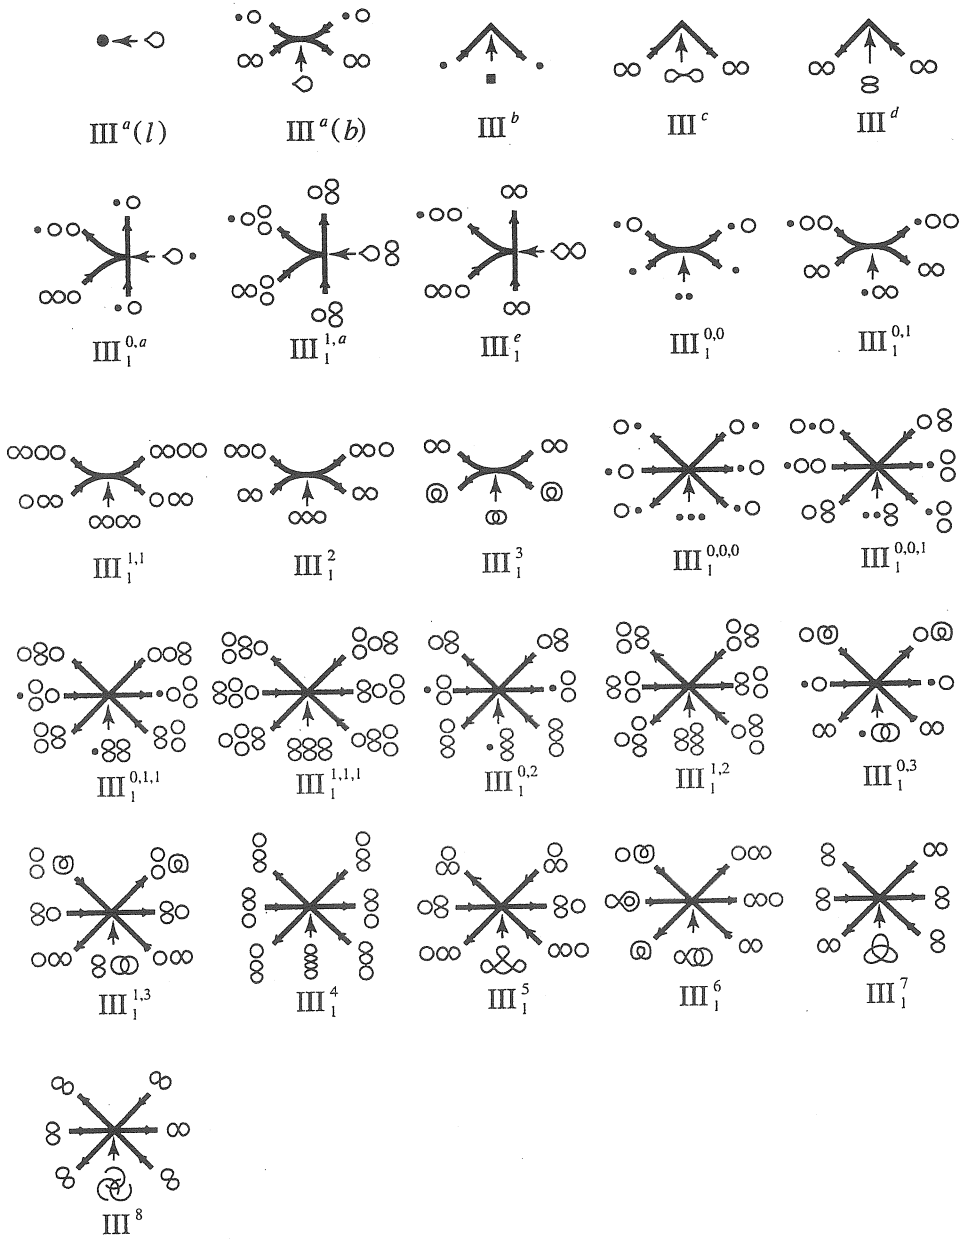 III^a(l) III^a(b) III^b III^c III^d
III_1^{0,a} III_1^{1,a} III_1^e III_1^{0,0} III_1^{0,1}
III_1^{1,1} III_1^2 III_1^3 III_1^{0,0,0} III_1^{0,0,1}
III_1^{0,1,1} III_1^{1,1,1} III_1^{0,2} III_1^{1,2} III_1^{0,3}
III_1^{1,3} III_1^4 III_1^5 III_1^6 III_1^7
III^8